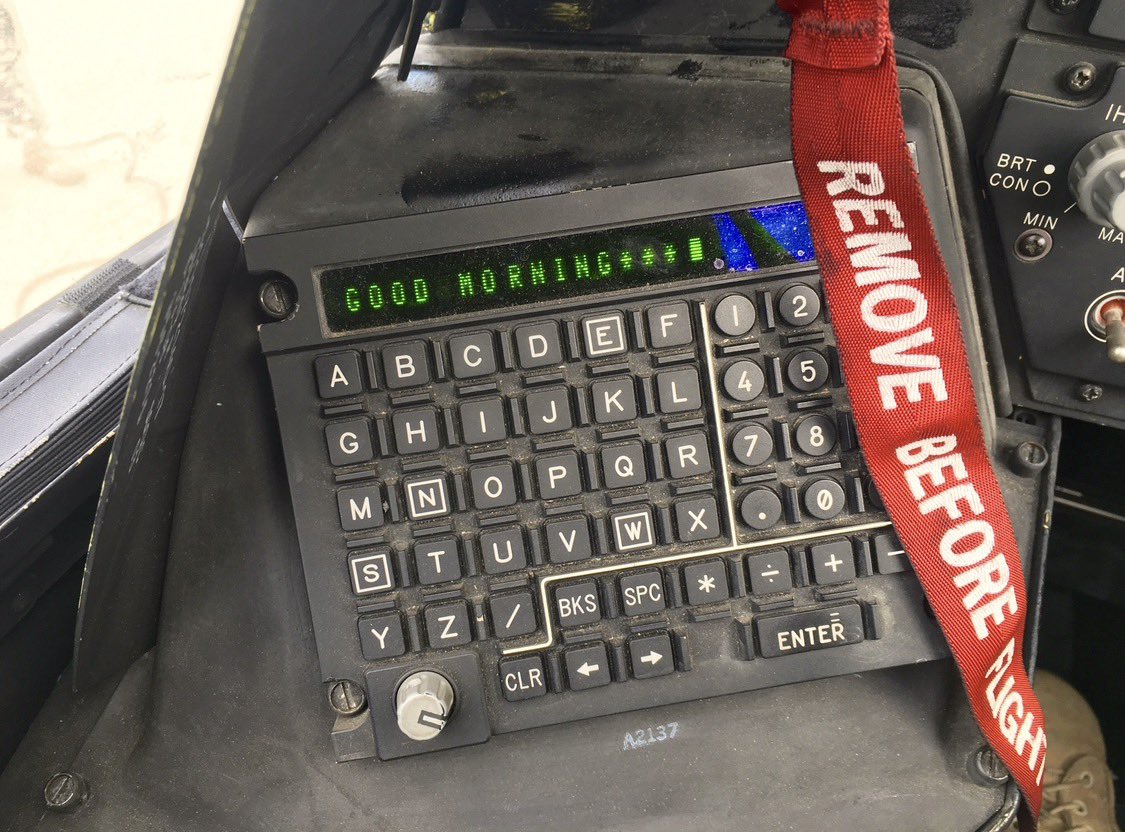 GOOD MORNING***
A B C D E F 1 2
G H I J K L 4 5
M N O P Q R 7 8
S T U V W X . 0
Y Z / BKS SPC * ÷ + −
CLR ← → ENTER =
A2137
REMOVE BEFORE FLIGHT
BRT
CON
MIN